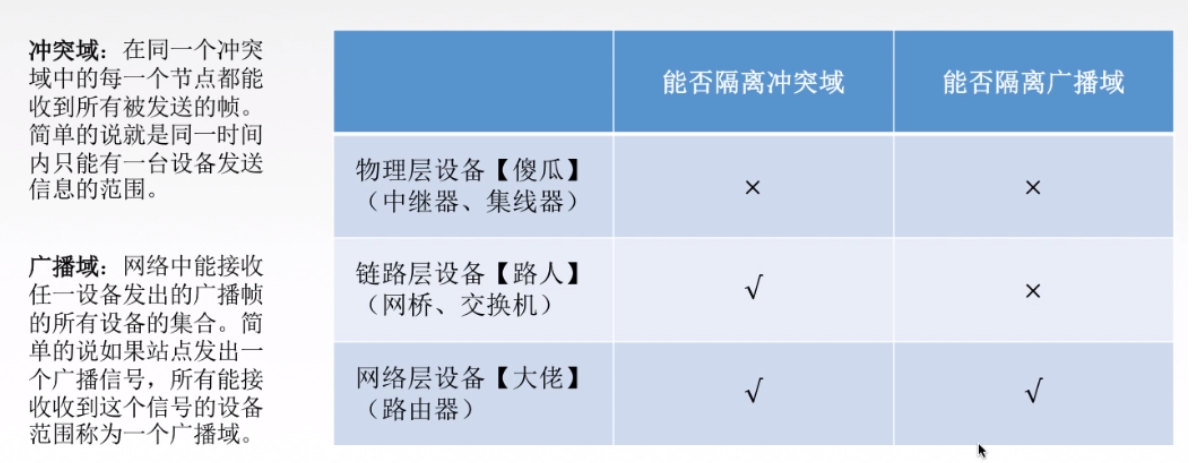 冲突域：在同一个冲突
域中的每一个节点都能
收到所有被发送的帧。
简单的说就是同一时间
内只能有一台设备发送
信息的范围。
广播域：网络中能接收
任一设备发出的广播帧
的所有设备的集合。简
单的说如果站点发出一
个广播信号，所有能接
收收到这个信号的设备
范围称为一个广播域。
能否隔离冲突域 能否隔离广播域
物理层设备【傻瓜】
（中继器、集线器） × ×
链路层设备【路人】
（网桥、交换机） √ ×
网络层设备【大佬】
（路由器） √ √